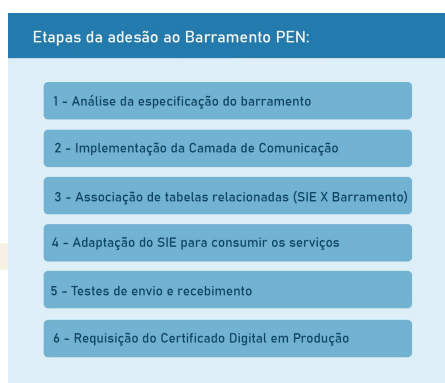 Etapas da adesão ao Barramento PEN:
1 - Análise da especificação do barramento
2 - Implementação da Camada de Comunicação
3 - Associação de tabelas relacionadas (SIE X Barramento)
4 - Adaptação do SIE para consumir os serviços
5 - Testes de envio e recebimento
6 - Requisição do Certificado Digital em Produção